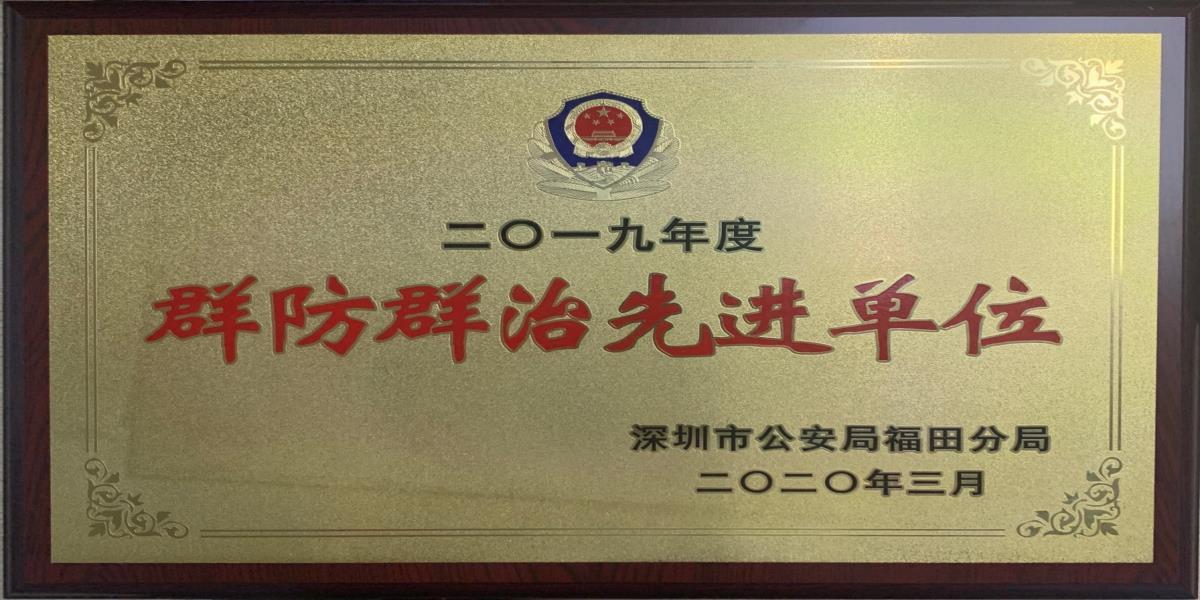 二〇一九年度
群防群治先进单位
深圳市公安局福田分局
二〇二〇年三月